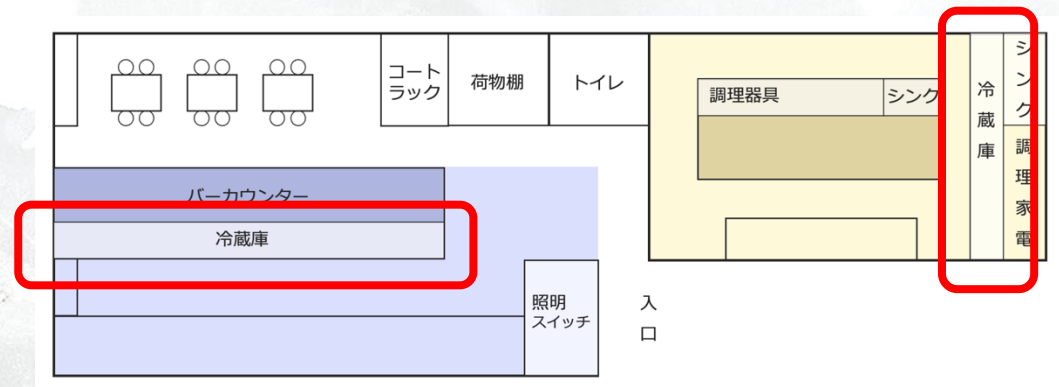 コート
ラック
荷物棚
トイレ
調理器具
シンク
冷蔵庫
シンク
調理家電
バーカウンター
冷蔵庫
照明
スイッチ
入口